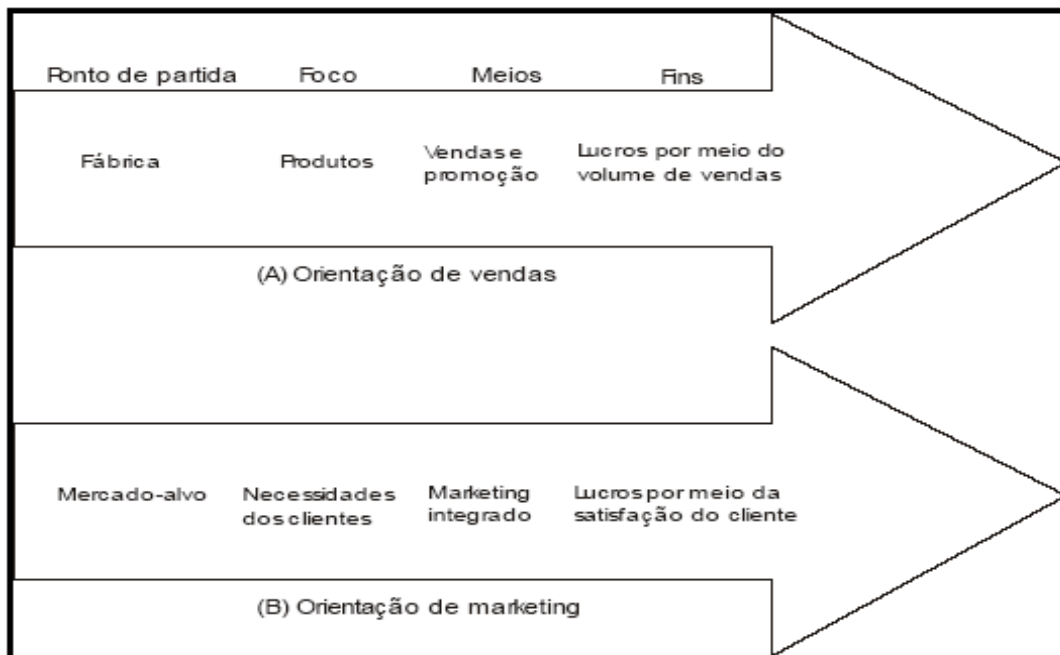 Ponto de partida Foco Meios Fins
Fábrica Produtos Vendas e promoção Lucros por meio do volume de vendas
(A) Orientação de vendas
Mercado-alvo Necessidades dos clientes Marketing integrado Lucros por meio da satisfação do cliente
(B) Orientação de marketing